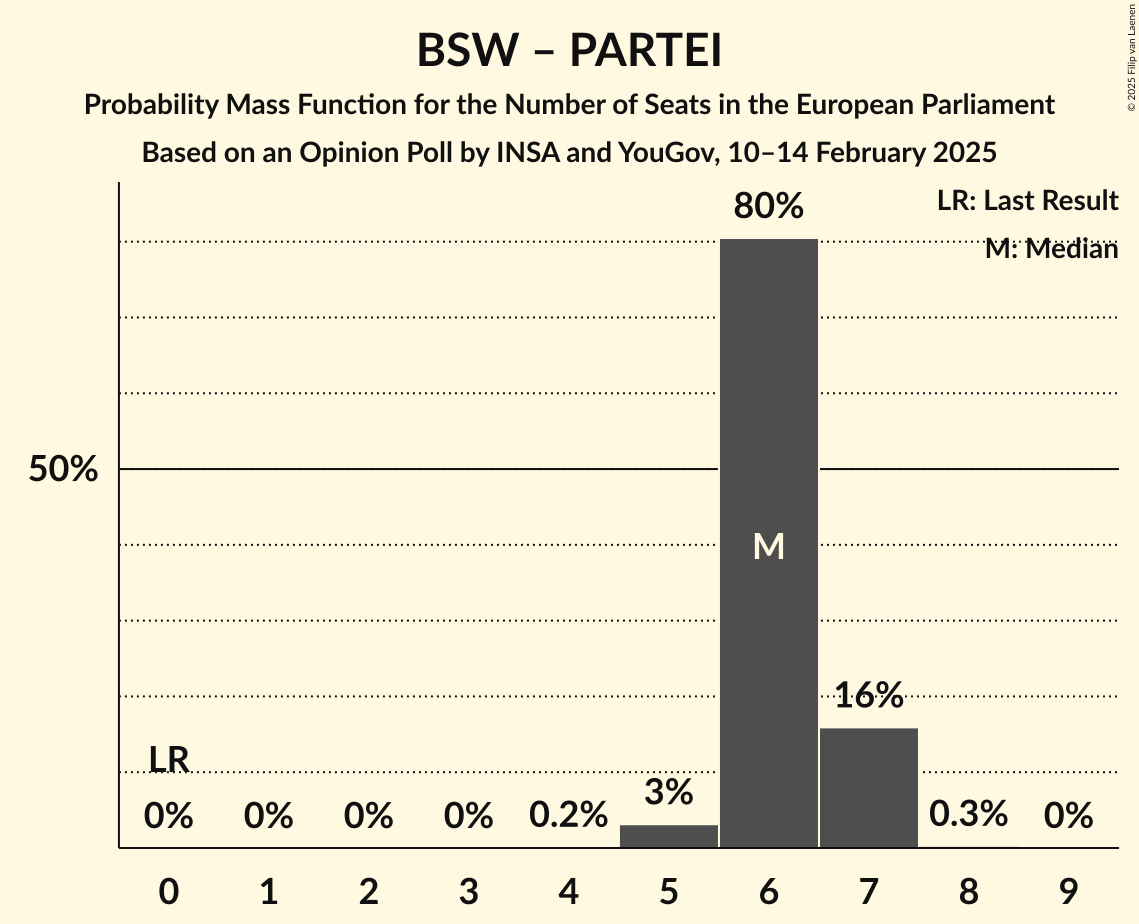 BSW – PARTEI
Probability Mass Function for the Number of Seats in the European Parliament
Based on an Opinion Poll by INSA and YouGov, 10–14 February 2025
© 2025 Filip van Laenen
LR: Last Result
M: Median
80%
50%
M
16%
LR
3%
0% 0% 0% 0% 0.2% 0.3% 0%
0 1 2 3 4 5 6 7 8 9